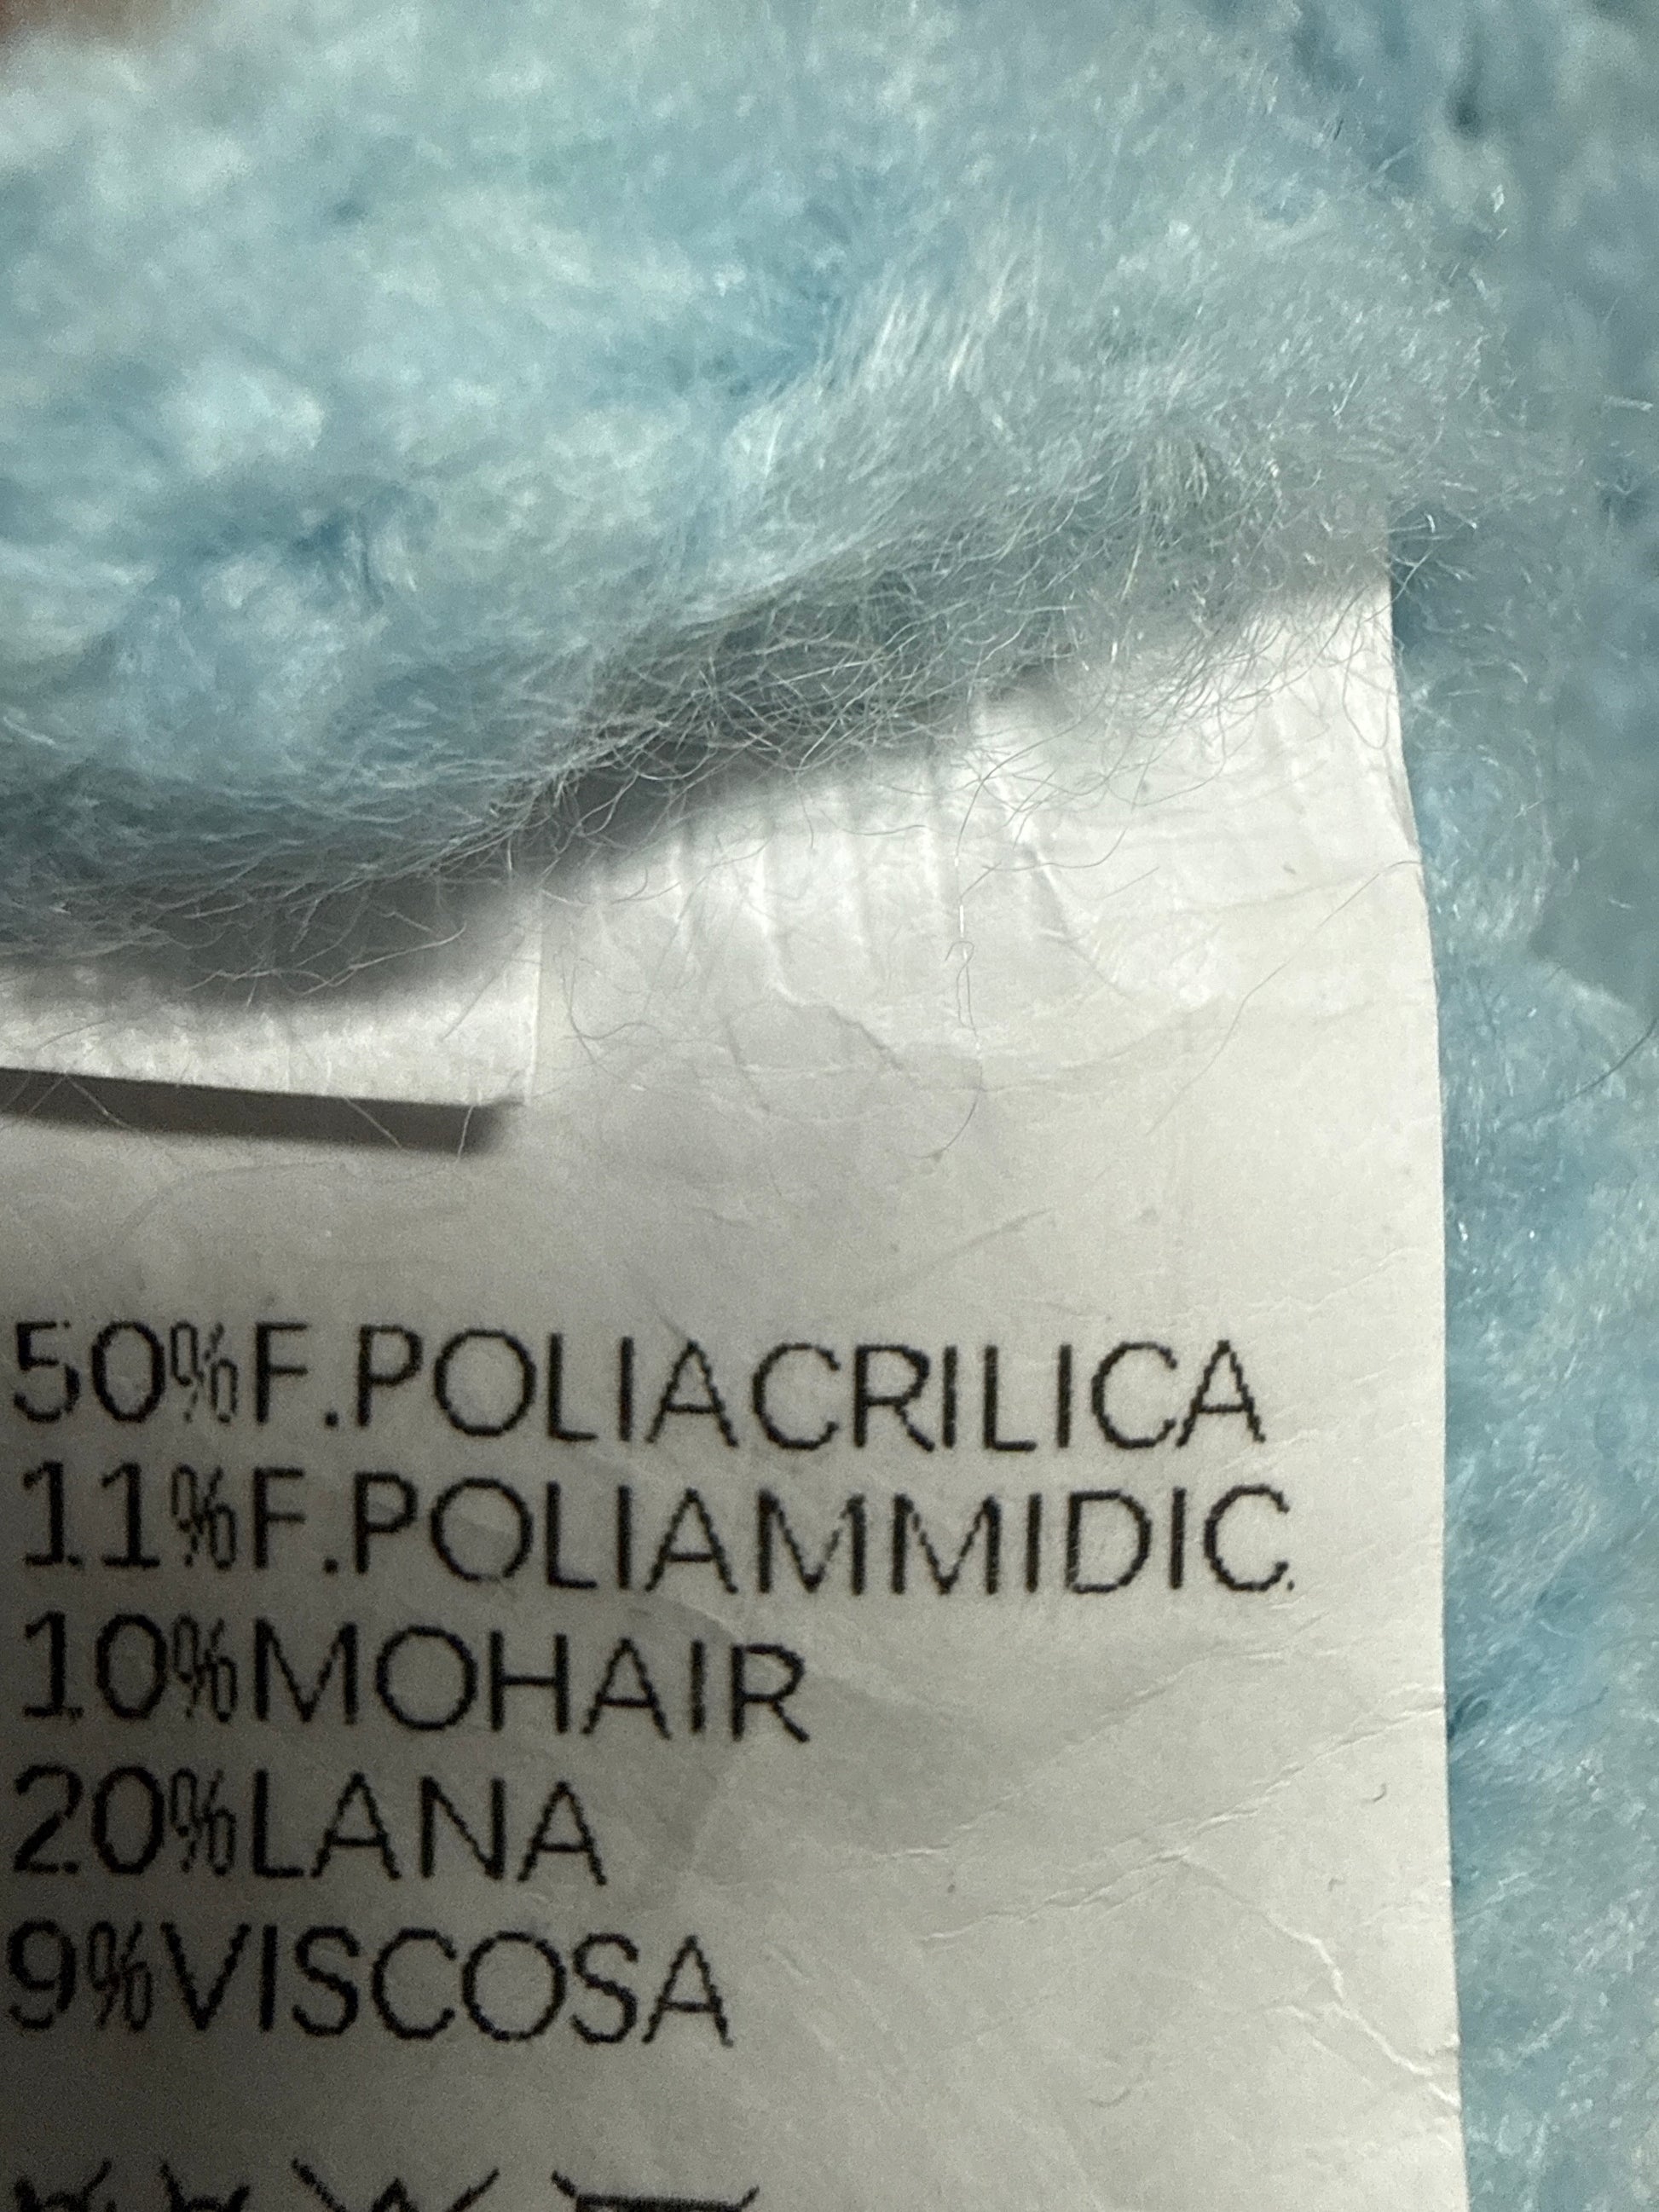 50%F.POLIACRILICA
11%F.POLIAMMIDIC.
10%MOHAIR
20%LANA
9%VISCOSA